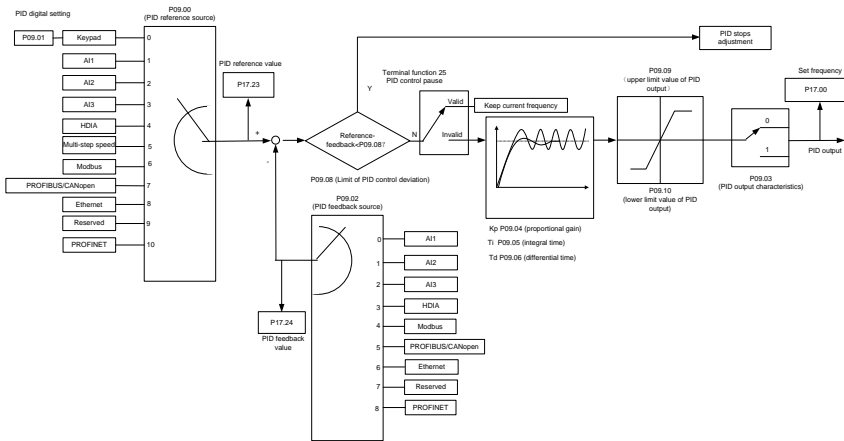 PID digital setting
P09.00
(PID reference source)
P09.01
Keypad
0
AI1
1
AI2
2
AI3
3
HDIA
4
Multi-step speed
5
Modbus
6
PROFIBUS/CANopen
7
Ethernet
8
Reserved
9
PROFINET
10
PID reference value
P17.23
+
-
Reference-
feedback<P09.08?
Y
N
P09.08 (Limit of PID control deviation)
PID stops
adjustment
Terminal function 25
PID control pause
Valid
Invalid
Keep current frequency
Kp P09.04 (proportional gain)
Ti P09.05 (integral time)
Td P09.06 (differential time)
P09.09
(upper limit value of PID
output)
P09.10
(lower limit value of PID
output)
0
1
P09.03
(PID output characteristics)
Set frequency
P17.00
PID output
P09.02
(PID feedback source)
0
AI1
1
AI2
2
AI3
3
HDIA
4
Modbus
5
PROFIBUS/CANopen
6
Ethernet
7
Reserved
8
PROFINET
P17.24
PID feedback
value